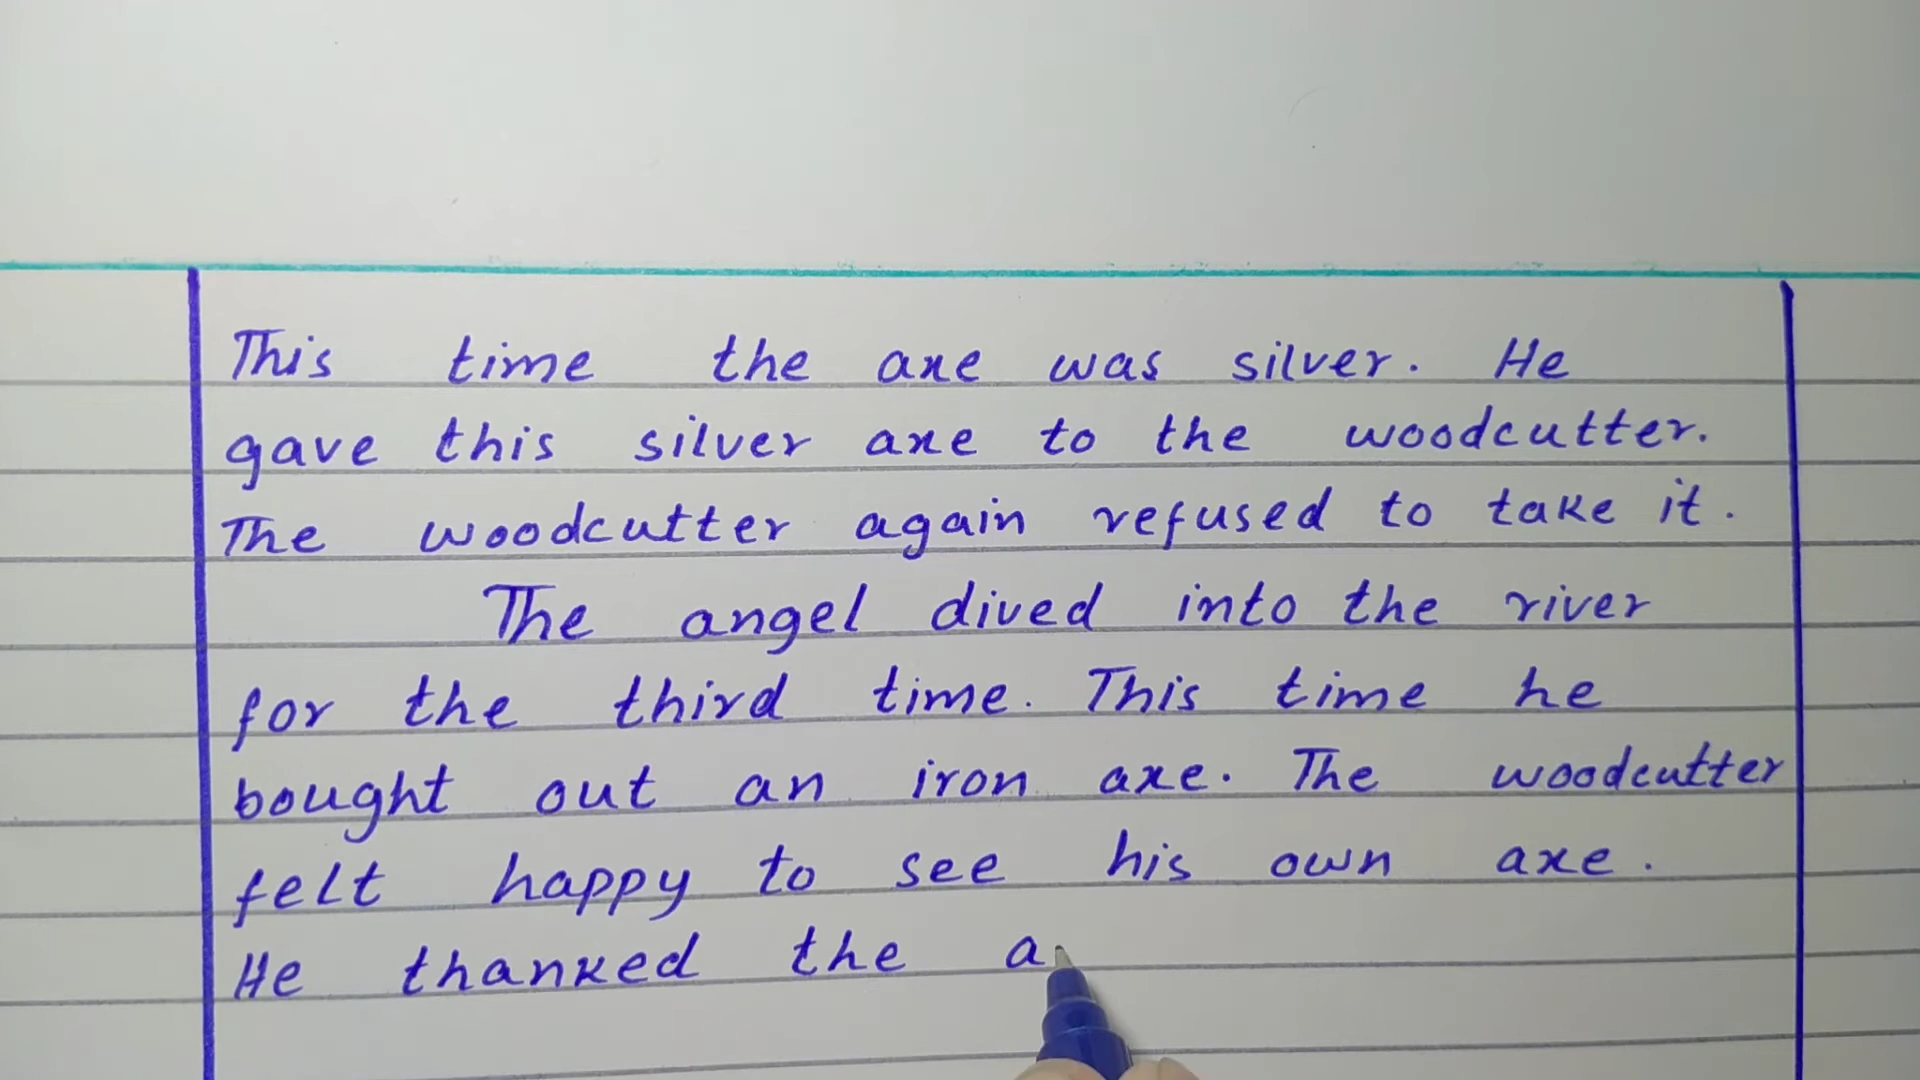 This time the axe was silver. He
gave this silver axe to the woodcutter.
The woodcutter again refused to take it.
The angel dived into the river
for the third time. This time he
bought out an iron axe. The woodcutter
felt happy to see his own axe.
He thanked the a